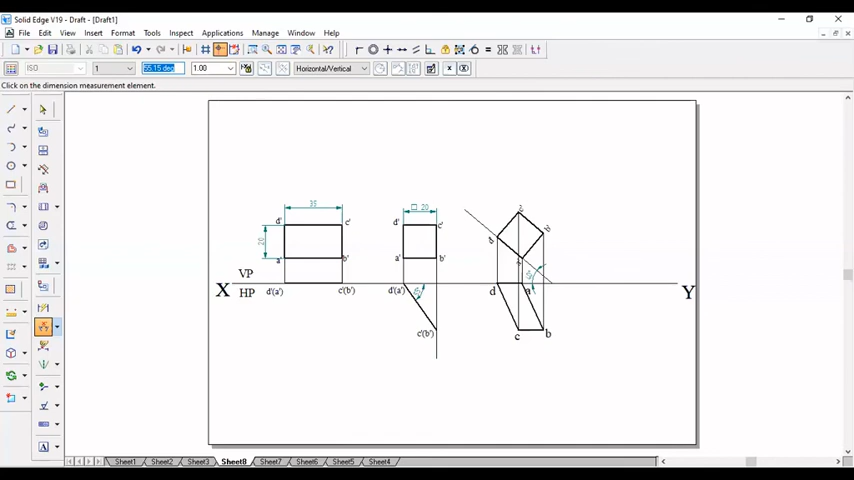 Solid Edge V19 - Draft - [Draft1]
File Edit View Insert Format Tools Inspect Applications Manage Window Help
ISO 1 65.15 deg 1.00 Horizontal/Vertical
Click on the dimension measurement element.
35 □ 20
d' c' d' c'
20
b'
d
a' b' a' b'
VP
X HP d'(a') c'(b') d'(a') d a Y
c'(b') c b
A
Sheet1 Sheet2 Sheet3 Sheet8 Sheet7 Sheet6 Sheet5 Sheet4